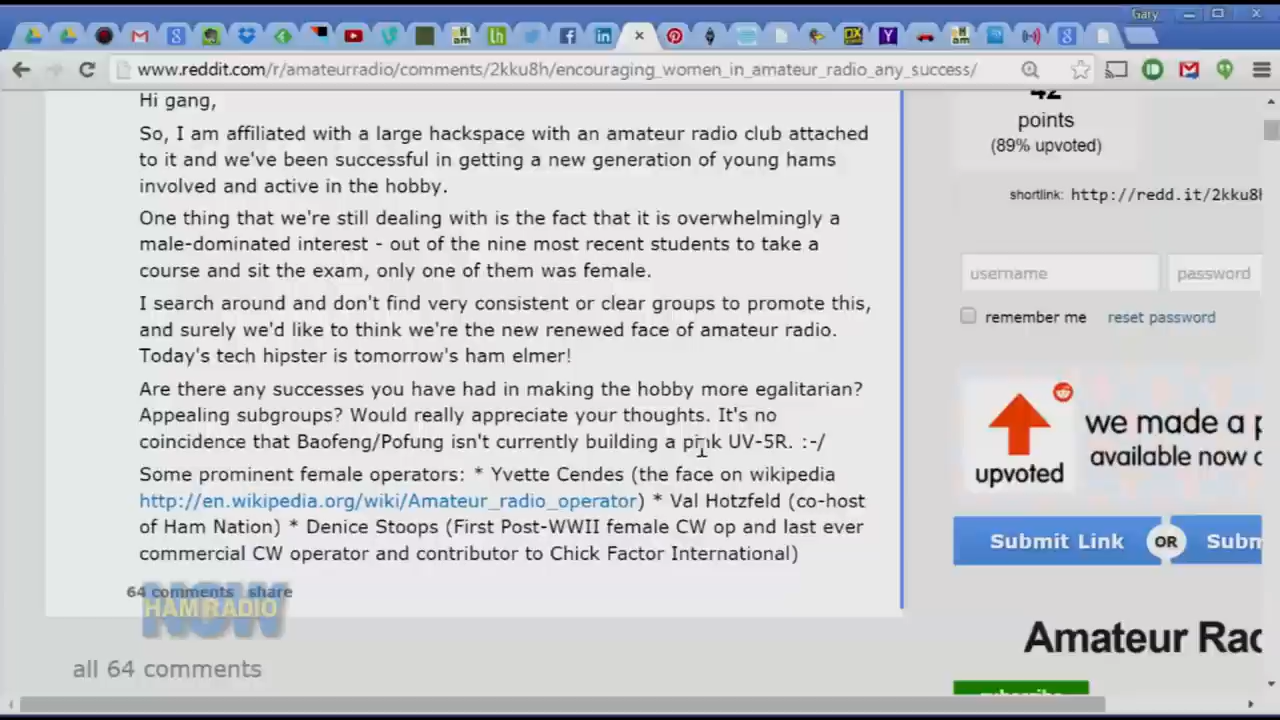 Gary
www.reddit.com/r/amateurradio/comments/2kku8h/encouraging_women_in_amateur_radio_any_success/
Hi gang,
So, I am affiliated with a large hackspace with an amateur radio club attached
to it and we've been successful in getting a new generation of young hams
involved and active in the hobby.
One thing that we're still dealing with is the fact that it is overwhelmingly a
male-dominated interest - out of the nine most recent students to take a
course and sit the exam, only one of them was female.
I search around and don't find very consistent or clear groups to promote this,
and surely we'd like to think we're the new renewed face of amateur radio.
Today's tech hipster is tomorrow's ham elmer!
Are there any successes you have had in making the hobby more egalitarian?
Appealing subgroups? Would really appreciate your thoughts. It's no
coincidence that Baofeng/Pofung isn't currently building a pink UV-5R. :-/
Some prominent female operators: * Yvette Cendes (the face on wikipedia
http://en.wikipedia.org/wiki/Amateur_radio_operator) * Val Hotzfeld (co-host
of Ham Nation) * Denice Stoops (First Post-WWII female CW op and last ever
commercial CW operator and contributor to Chick Factor International)
64 comments share
HAM RADIO
NOW
all 64 comments
42
points
(89% upvoted)
shortlink: http://redd.it/2kku8h
username password
remember me reset password
upvoted
we made a p
available now o
Submit Link OR Subm
Amateur Rad
subscribe